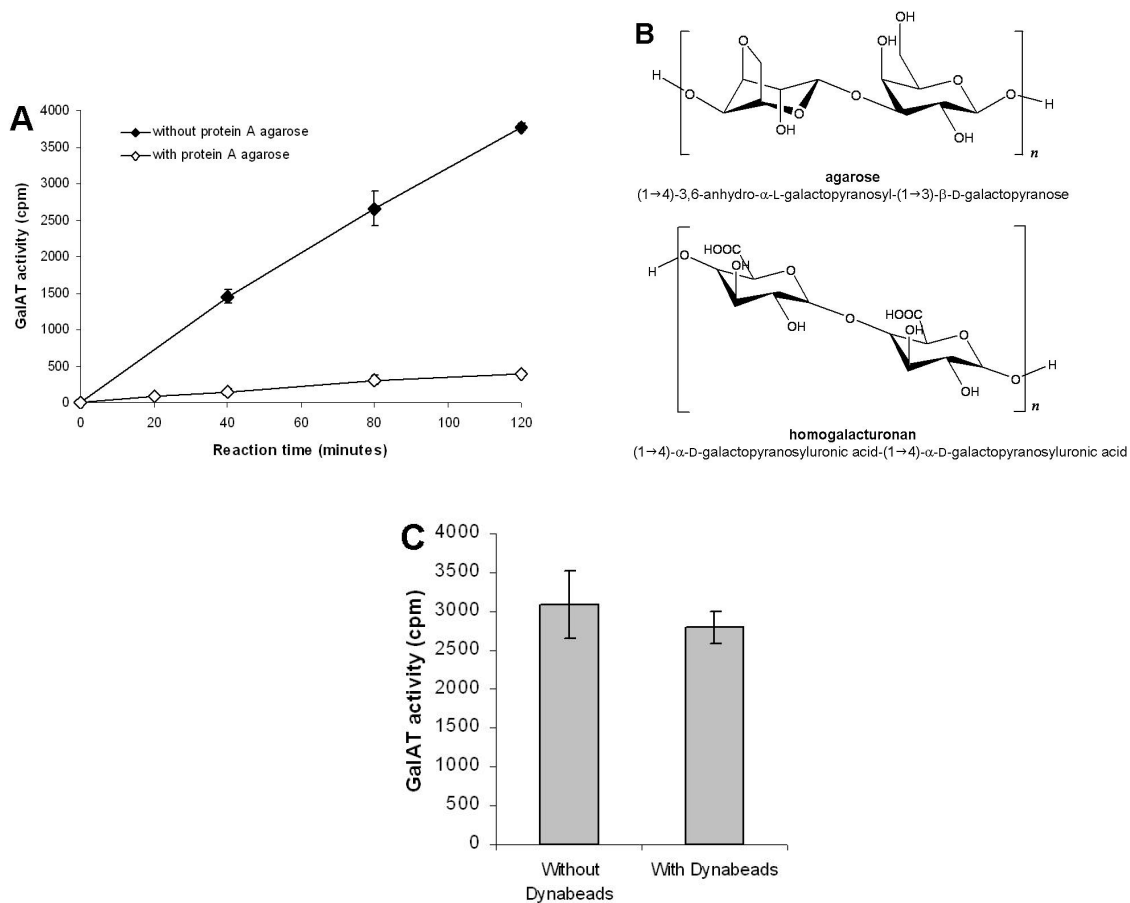 A
GalAT activity (cpm)
4000
3500
3000
2500
2000
1500
1000
500
0
without protein A agarose
with protein A agarose
0 20 40 60 80 100 120
Reaction time (minutes)
B
OH
O
OH
H
O
O
O
O
O
H
OH
OH
n
agarose
(1→4)-3,6-anhydro-α-L-galactopyranosyl-(1→3)-β-D-galactopyranose
HOOC
O
OH
O
H
OH
O
HOOC
OH
O
H
OH
O
n
homogalacturonan
(1→4)-α-D-galactopyranosyluronic acid-(1→4)-α-D-galactopyranosyluronic acid
C
GalAT activity (cpm)
4000
3500
3000
2500
2000
1500
1000
500
0
Without
Dynabeads
With Dynabeads